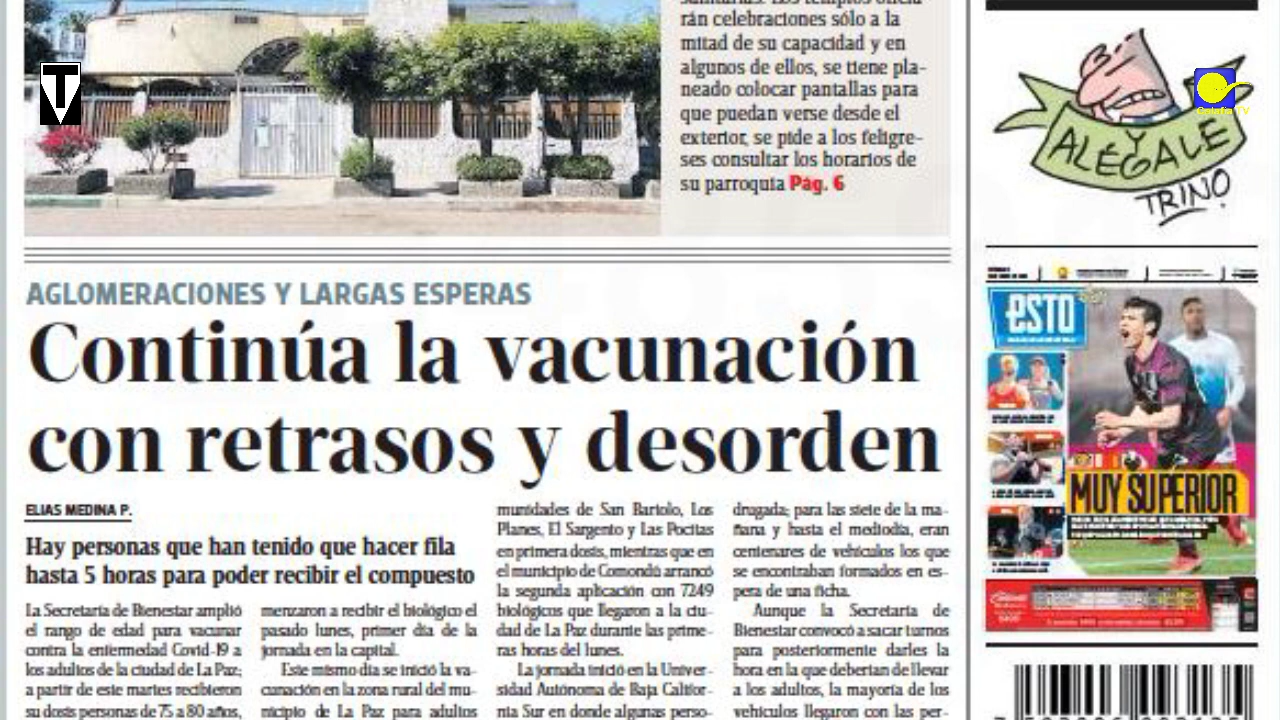 rán celebraciones sólo a la
mitad de su capacidad y en
algunos de ellos, se tiene pla-
neado colocar pantallas para
que puedan verse desde el
exterior, se pide a los feligre-
ses consultar los horarios de
su parroquia Pág. 6
T
AGLOMERACIONES Y LARGAS ESPERAS
Continúa la vacunación
con retrasos y desorden
ELIAS MEDINA P.
Hay personas que han tenido que hacer fila
hasta 5 horas para poder recibir el compuesto
La Secretaría de Bienestar amplió
el rango de edad para vacunar
contra la enfermedad Covid-19 a
los adultos de la ciudad de La Paz;
a partir de este martes recibieron
su dosis personas de 75 a 80 años,
menzaron a recibir el biológico el
pasado lunes, primer día de la
jornada en la capital.
Este mismo día se inició la va-
cunación en la zona rural del mu-
nicipio de La Paz para adultos
munidades de San Bartolo, Los
Planes, El Sargento y Las Pocitas
en primera dosis, mientras que en
el municipio de Comondú arrancó
la segunda aplicación con 7249
biológicos que llegaron a la ciu-
dad de La Paz durante las prime-
ras horas del lunes.
La jornada inició en la Univer-
sidad Autónoma de Baja Califor-
nia Sur en donde algunas perso-
drugada; para las siete de la ma-
ñana y hasta el mediodía, eran
centenares de vehículos los que
se encontraban formados en es-
pera de una ficha.
Aunque la Secretaría de
Bienestar convocó a sacar turnos
para posteriormente darles la
hora en la que deberían de llevar
a los adultos, la mayoría de los
vehículos llegaron con las per-
Y
ALÉGALE
TRINO
esto
MUY SUPERIOR